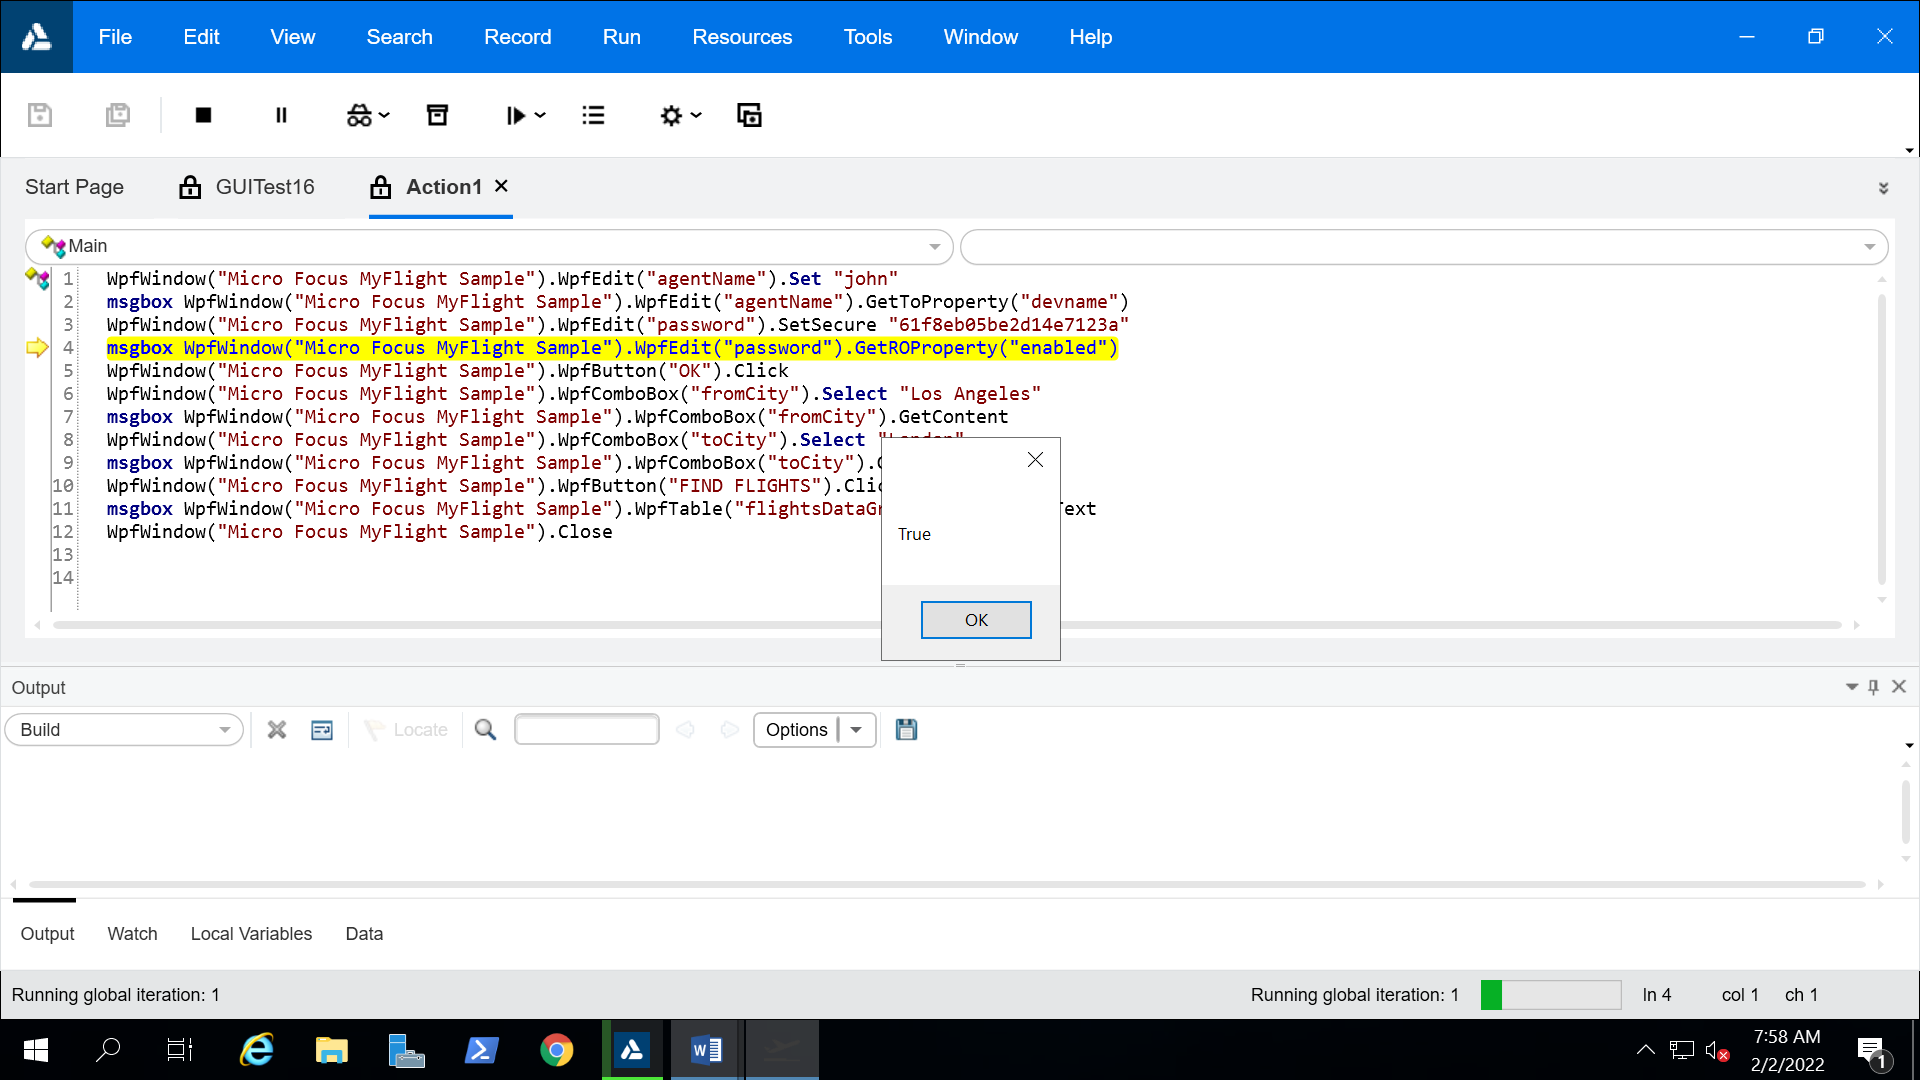 File Edit View Search Record Run Resources Tools Window Help
Start Page GUITest16 Action1
Main
1 WpfWindow("Micro Focus MyFlight Sample").WpfEdit("agentName").Set "john"
2 msgbox WpfWindow("Micro Focus MyFlight Sample").WpfEdit("agentName").GetToProperty("devname")
3 WpfWindow("Micro Focus MyFlight Sample").WpfEdit("password").SetSecure "61f8eb05be2d14e7123a"
4 msgbox WpfWindow("Micro Focus MyFlight Sample").WpfEdit("password").GetROProperty("enabled")
5 WpfWindow("Micro Focus MyFlight Sample").WpfButton("OK").Click
6 WpfWindow("Micro Focus MyFlight Sample").WpfComboBox("fromCity").Select "Los Angeles"
7 msgbox WpfWindow("Micro Focus MyFlight Sample").WpfComboBox("fromCity").GetContent
8 WpfWindow("Micro Focus MyFlight Sample").WpfComboBox("toCity").Select
9 msgbox WpfWindow("Micro Focus MyFlight Sample").WpfComboBox("toCity").
10 WpfWindow("Micro Focus MyFlight Sample").WpfButton("FIND FLIGHTS").Clic
11 msgbox WpfWindow("Micro Focus MyFlight Sample").WpfTable("flightsDataGr ext
12 WpfWindow("Micro Focus MyFlight Sample").Close
13
14
True
OK
Output
Build Locate Options
Output Watch Local Variables Data
Running global iteration: 1 Running global iteration: 1 ln 4 col 1 ch 1
7:58 AM
2/2/2022
1